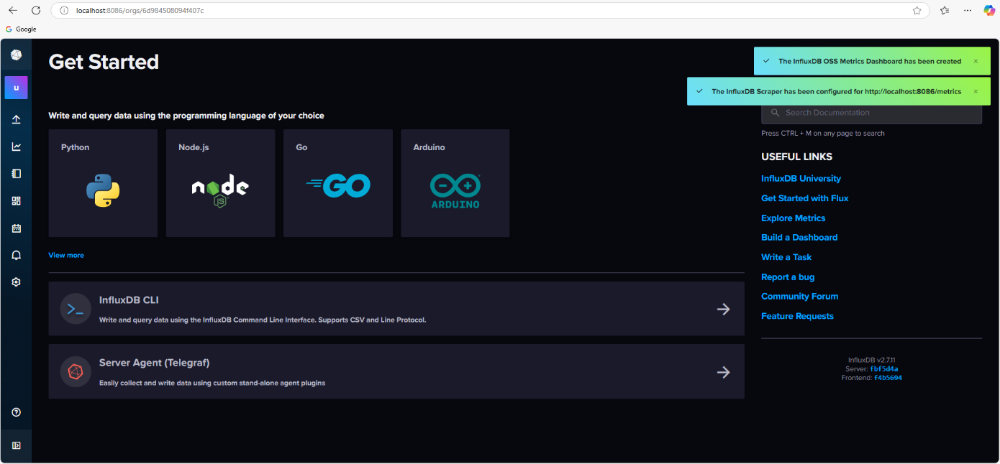 localhost:8086/orgs/6d984508094f407c
Google
u
Get Started
The InfluxDB OSS Metrics Dashboard has been created
The InfluxDB Scraper has been configured for http://localhost:8086/metrics
Write and query data using the programming language of your choice
Python
Node.js
Go
Arduino
node
JS
GO
ARDUINO
View more
InfluxDB CLI
Write and query data using the InfluxDB Command Line Interface. Supports CSV and Line Protocol.
Server Agent (Telegraf)
Easily collect and write data using custom stand-alone agent plugins
Search Documentation
Press CTRL + M on any page to search
USEFUL LINKS
InfluxDB University
Get Started with Flux
Explore Metrics
Build a Dashboard
Write a Task
Report a bug
Community Forum
Feature Requests
InfluxDB v2.7.11
Server: fbf5d4a
Frontend: f4b5694